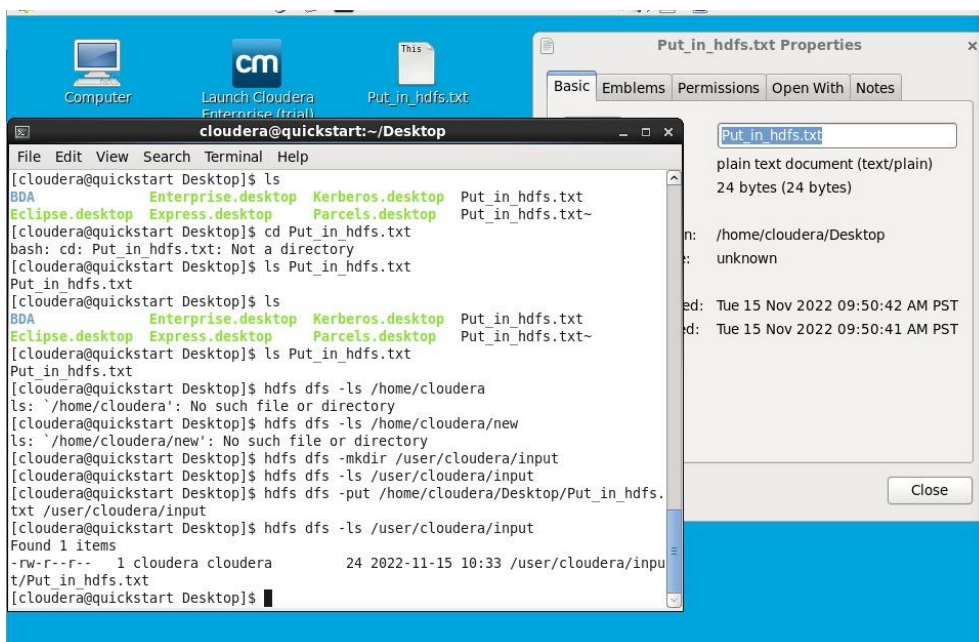 This
cm
Computer
Launch Cloudera
Enterprise (trial)
Put_in_hdfs.txt
Put_in_hdfs.txt Properties
Basic Emblems Permissions Open With Notes
Put_in_hdfs.txt
plain text document (text/plain)
24 bytes (24 bytes)
n: /home/cloudera/Desktop
e: unknown
ed: Tue 15 Nov 2022 09:50:42 AM PST
ed: Tue 15 Nov 2022 09:50:41 AM PST
Close
cloudera@quickstart:~/Desktop
File Edit View Search Terminal Help
[cloudera@quickstart Desktop]$ ls
BDA Enterprise.desktop Kerberos.desktop Put_in_hdfs.txt
Eclipse.desktop Express.desktop Parcels.desktop Put_in_hdfs.txt~
[cloudera@quickstart Desktop]$ cd Put_in_hdfs.txt
bash: cd: Put_in_hdfs.txt: Not a directory
[cloudera@quickstart Desktop]$ ls Put_in_hdfs.txt
Put_in_hdfs.txt
[cloudera@quickstart Desktop]$ ls
BDA Enterprise.desktop Kerberos.desktop Put_in_hdfs.txt
Eclipse.desktop Express.desktop Parcels.desktop Put_in_hdfs.txt~
[cloudera@quickstart Desktop]$ ls Put_in_hdfs.txt
Put_in_hdfs.txt
[cloudera@quickstart Desktop]$ hdfs dfs -ls /home/cloudera
ls: `/home/cloudera': No such file or directory
[cloudera@quickstart Desktop]$ hdfs dfs -ls /home/cloudera/new
ls: `/home/cloudera/new': No such file or directory
[cloudera@quickstart Desktop]$ hdfs dfs -mkdir /user/cloudera/input
[cloudera@quickstart Desktop]$ hdfs dfs -ls /user/cloudera/input
[cloudera@quickstart Desktop]$ hdfs dfs -put /home/cloudera/Desktop/Put_in_hdfs.
txt /user/cloudera/input
[cloudera@quickstart Desktop]$ hdfs dfs -ls /user/cloudera/input
Found 1 items
-rw-r--r-- 1 cloudera cloudera 24 2022-11-15 10:33 /user/cloudera/inpu
t/Put_in_hdfs.txt
[cloudera@quickstart Desktop]$